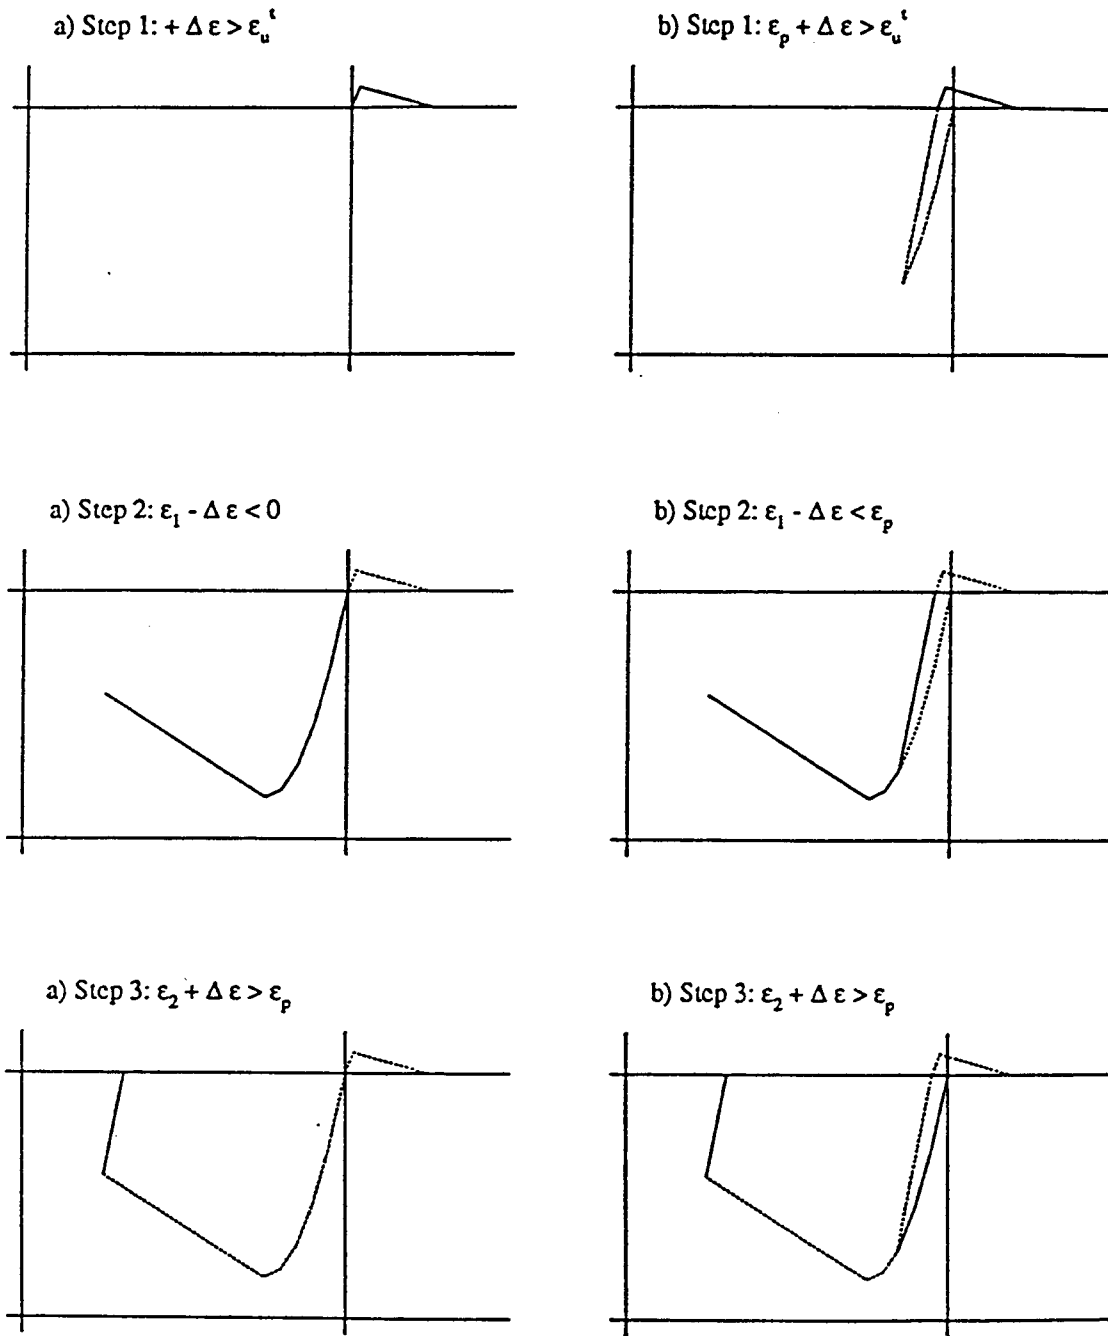 a) Step 1: + Δ ε > ε_u^t
b) Step 1: ε_p + Δ ε > ε_u^t
a) Step 2: ε_1 - Δ ε < 0
b) Step 2: ε_1 - Δ ε < ε_p
a) Step 3: ε_2 + Δ ε > ε_p
b) Step 3: ε_2 + Δ ε > ε_p